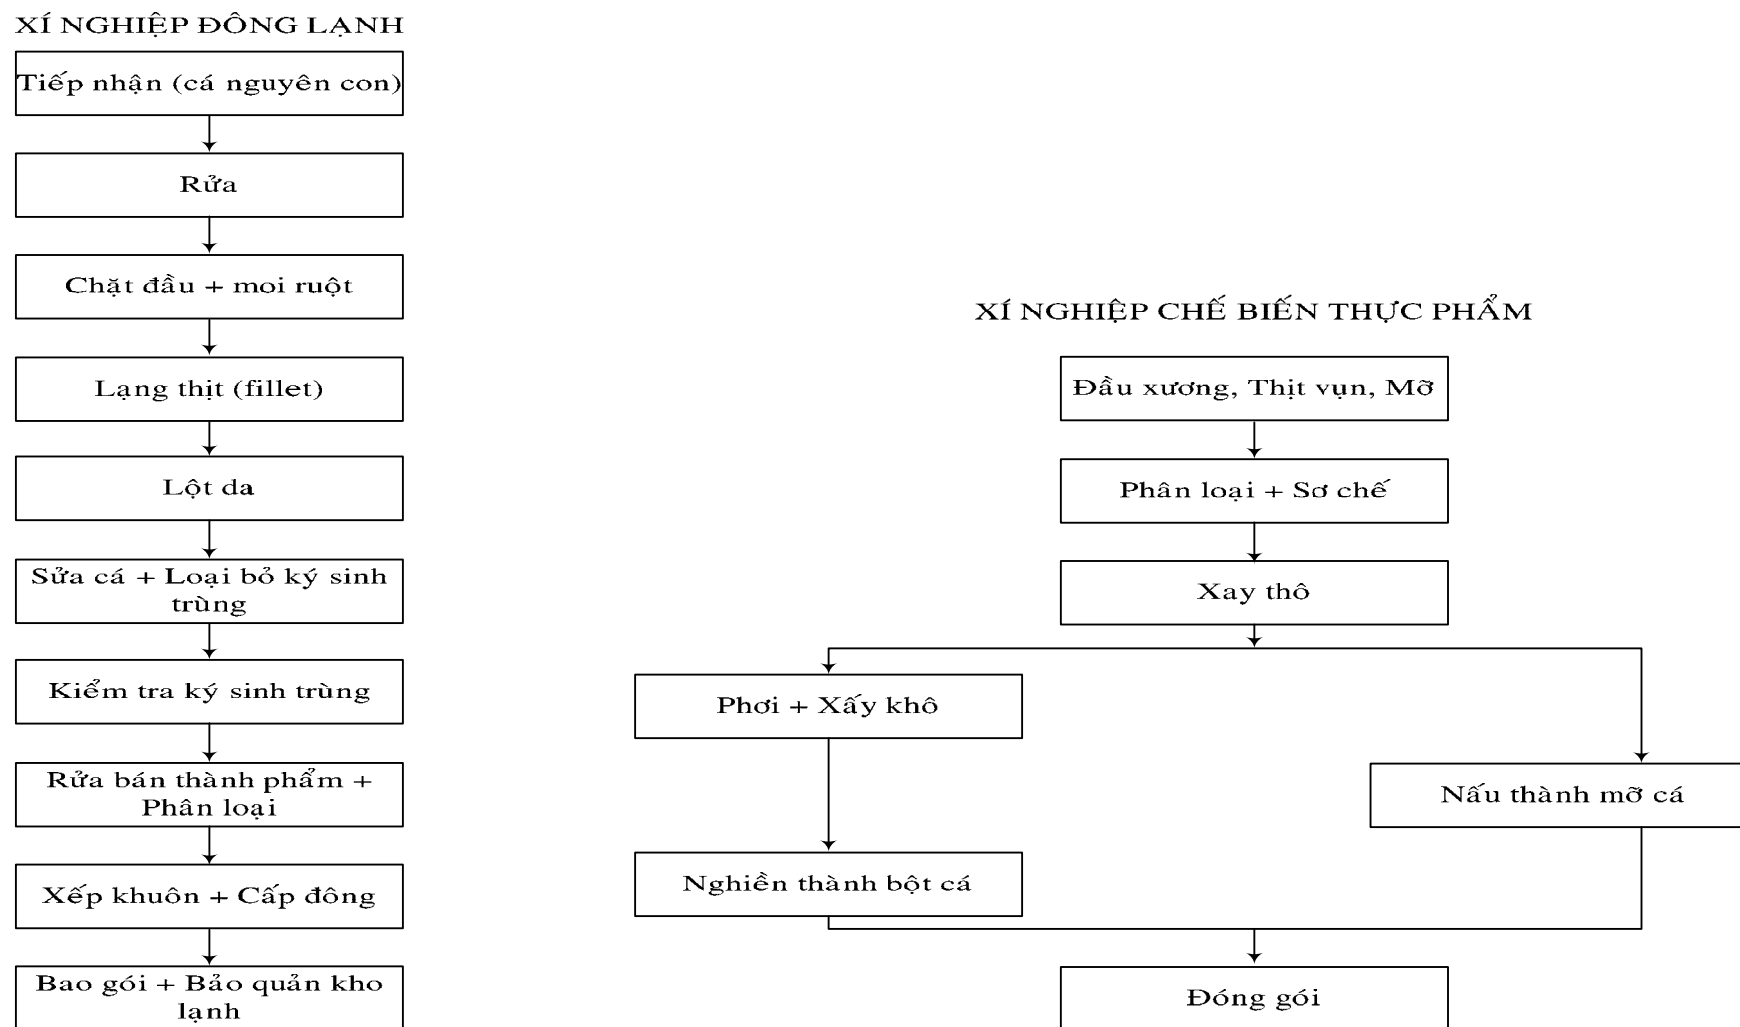 XÍ NGHIỆP ĐÔNG LẠNH
Tiếp nhận (cá nguyên con)
Rửa
Chặt đầu + moi ruột
Lạng thịt (fillet)
Lột da
Sửa cá + Loại bỏ ký sinh
trùng
Kiểm tra ký sinh trùng
Rửa bán thành phẩm +
Phân loại
Xếp khuôn + Cấp đông
Bao gói + Bảo quản kho
lạnh
XÍ NGHIỆP CHẾ BIẾN THỰC PHẨM
Đầu xương, Thịt vụn, Mỡ
Phân loại + Sơ chế
Xay thô
Phơi + Xấy khô
Nấu thành mỡ cá
Nghiền thành bột cá
Đóng gói